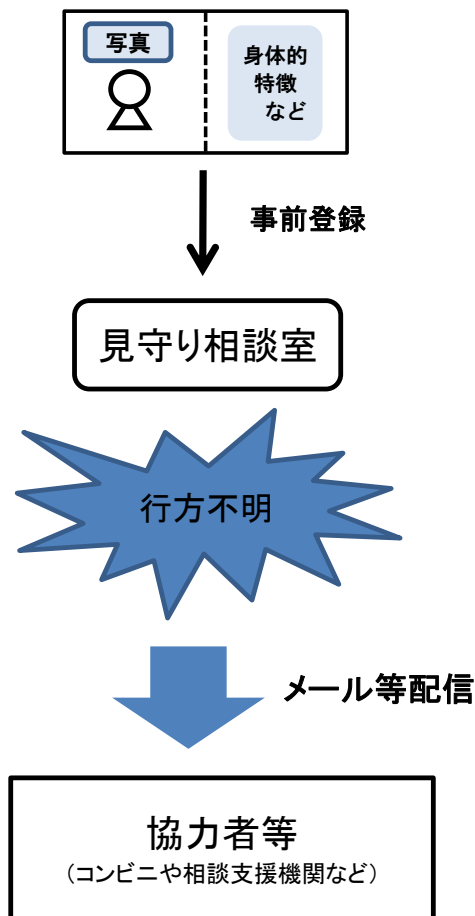 写真
身体的
特徴
など
事前登録
見守り相談室
行方不明
メール等配信
協力者等
（コンビニや相談支援機関など）